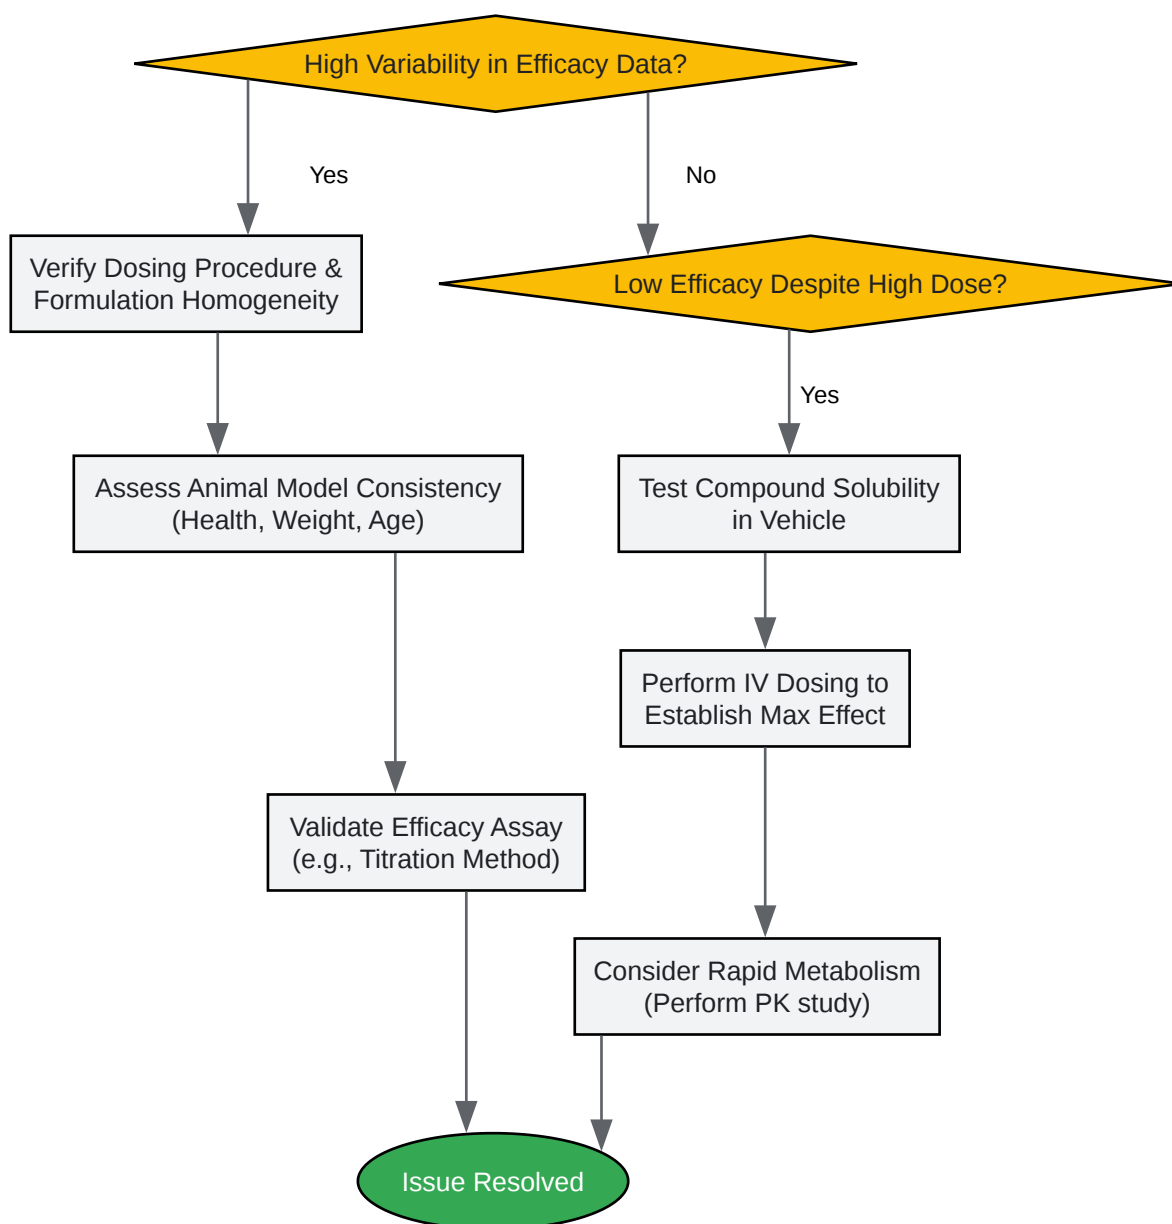 High Variability in Efficacy Data?
Yes
No
Verify Dosing Procedure &
Formulation Homogeneity
Low Efficacy Despite High Dose?
Yes
Assess Animal Model Consistency
(Health, Weight, Age)
Test Compound Solubility
in Vehicle
Perform IV Dosing to
Establish Max Effect
Validate Efficacy Assay
(e.g., Titration Method)
Consider Rapid Metabolism
(Perform PK study)
Issue Resolved